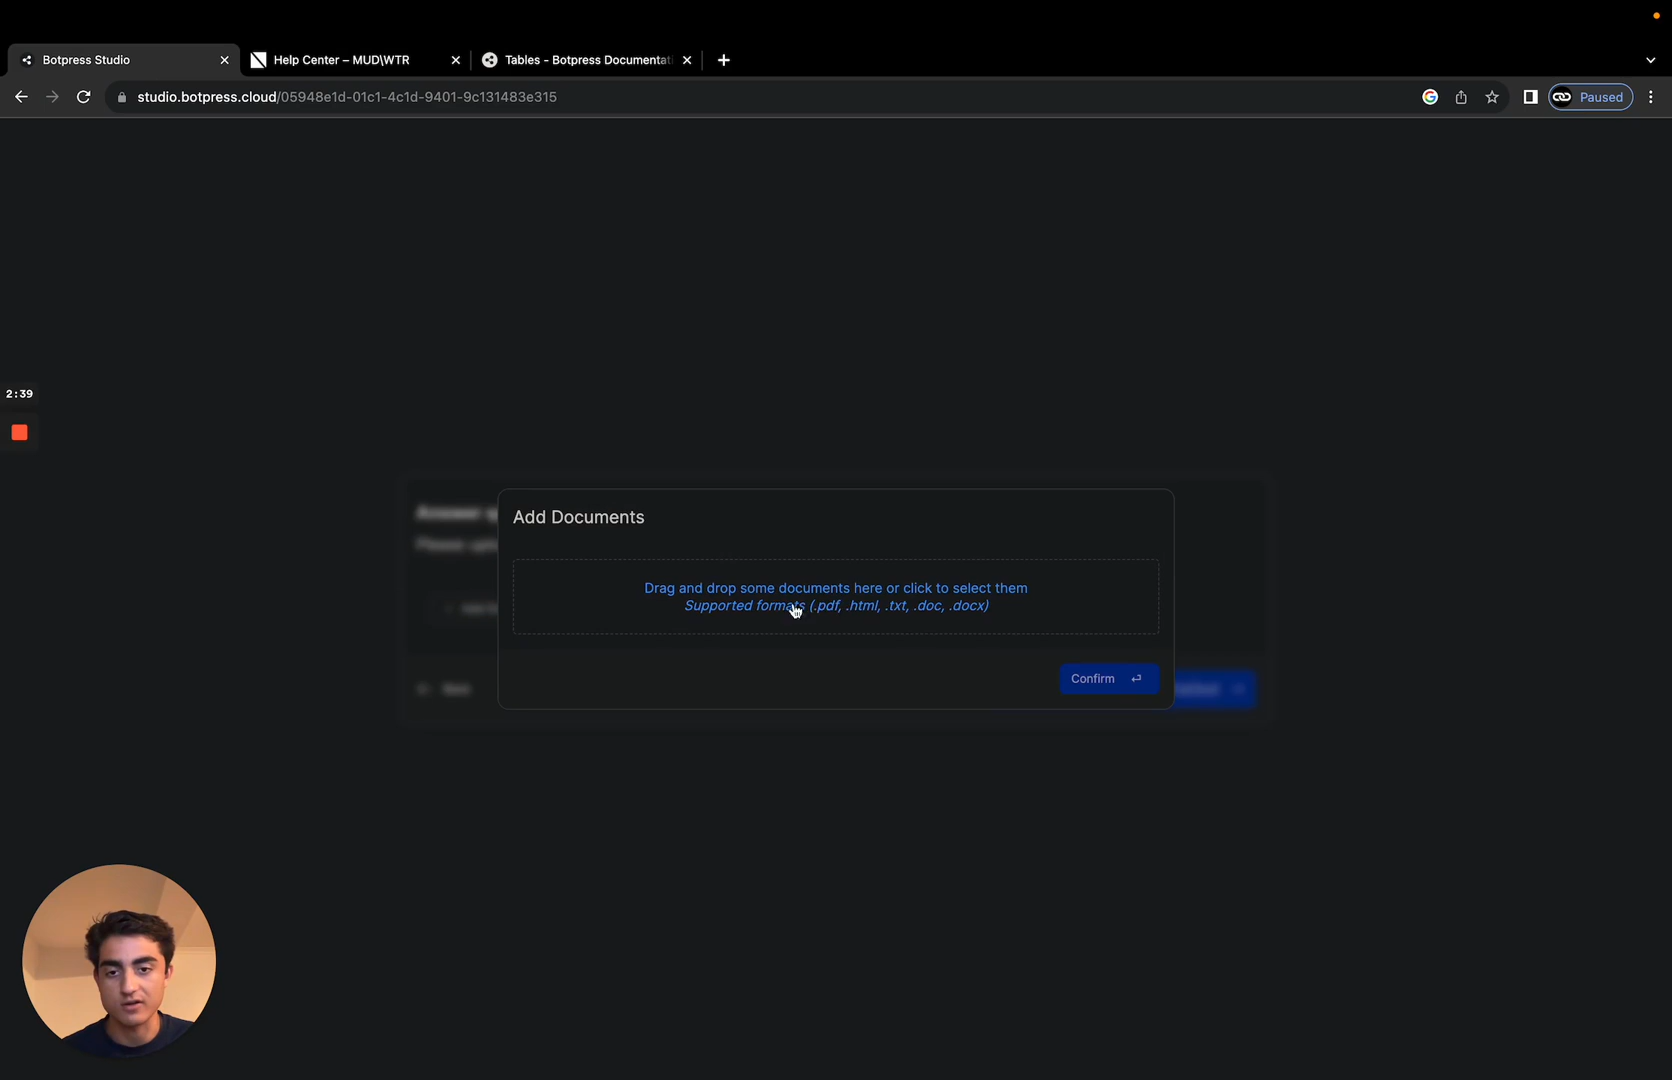 Botpress Studio
Help Center – MUD\WTR
Tables - Botpress Documentat
studio.botpress.cloud/05948e1d-01c1-4c1d-9401-9c131483e315
Paused
2:39
Add Documents
Drag and drop some documents here or click to select them
Supported formats (.pdf, .html, .txt, .doc, .docx)
Confirm